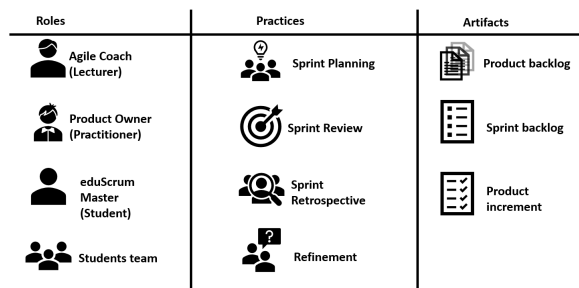 Roles
Practices
Artifacts
Agile Coach
(Lecturer)
Sprint Planning
Product backlog
Product Owner
(Practitioner)
Sprint Review
Sprint backlog
eduScrum
Master
(Student)
Sprint
Retrospective
Product
increment
Students team
Refinement